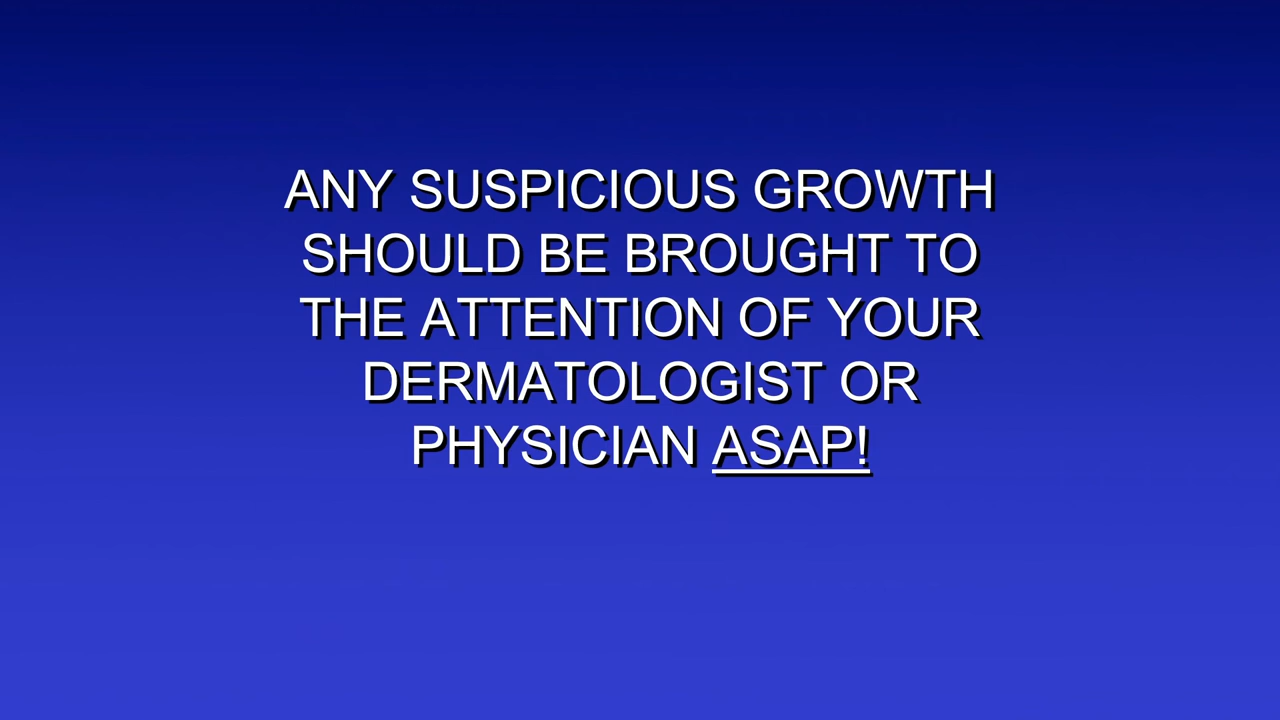 ANY SUSPICIOUS GROWTH
SHOULD BE BROUGHT TO
THE ATTENTION OF YOUR
DERMATOLOGIST OR
PHYSICIAN ASAP!